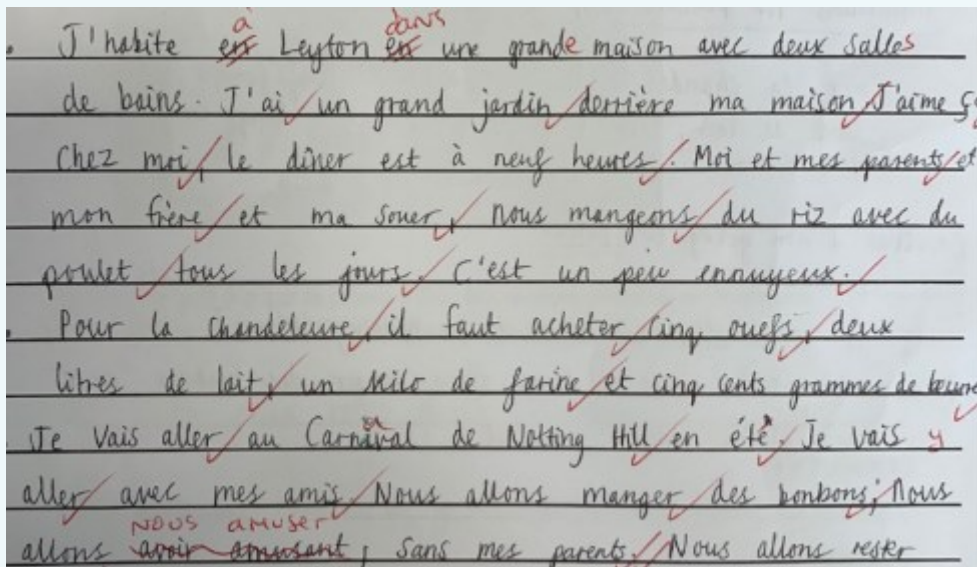 à dans
. J'habite en Leyton en une grande maison avec deux salles
de bains. J'ai un grand jardin derrière ma maison, J'aime ç
Chez moi, le dîner est à neuf heures. Moi et mes parents et
mon frère et ma souer, nous mangeons du riz avec du
poulet tous les jours. C'est un peu ennuyeux.
. Pour la Chandeleure, il faut acheter cinq ouefs, deux
litres de lait, un kilo de farine et cinq cents grammes de beurre
. Je vais aller au Carnaval de Notting Hill en été. Je vais y
aller avec mes amis. Nous allons manger des bonbons; nous
NOUS AMUSER
allons avoir amusant, sans mes parents. Nous allons rester